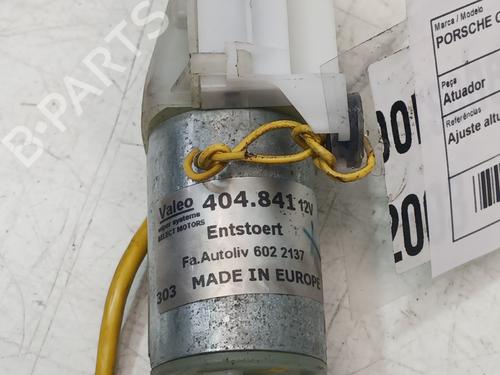 Valeo 404.841 12V
wiper systems
SELECT MOTORS Entstoert
Fa.Autoliv 602 2137
303 MADE IN EUROPE
Marca / Modelo
PORSCHE
Peça
Atuador
Referências
Ajuste altu
B-PARTS